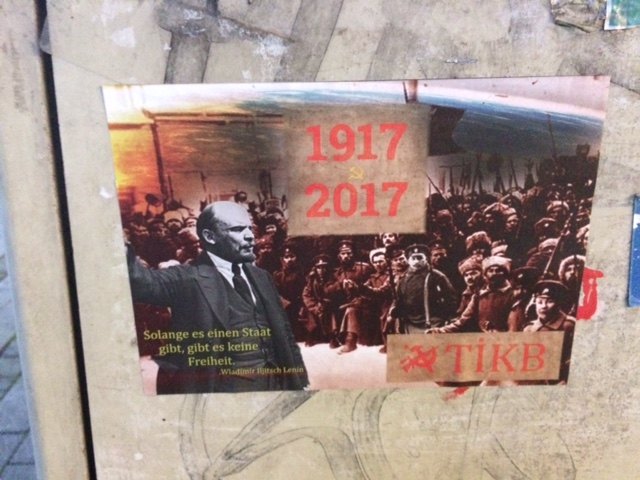 1917
2017
Solange es einen Staat
gibt, gibt es keine
Freiheit.
Wladimir Iljitsch Lenin
TİKB